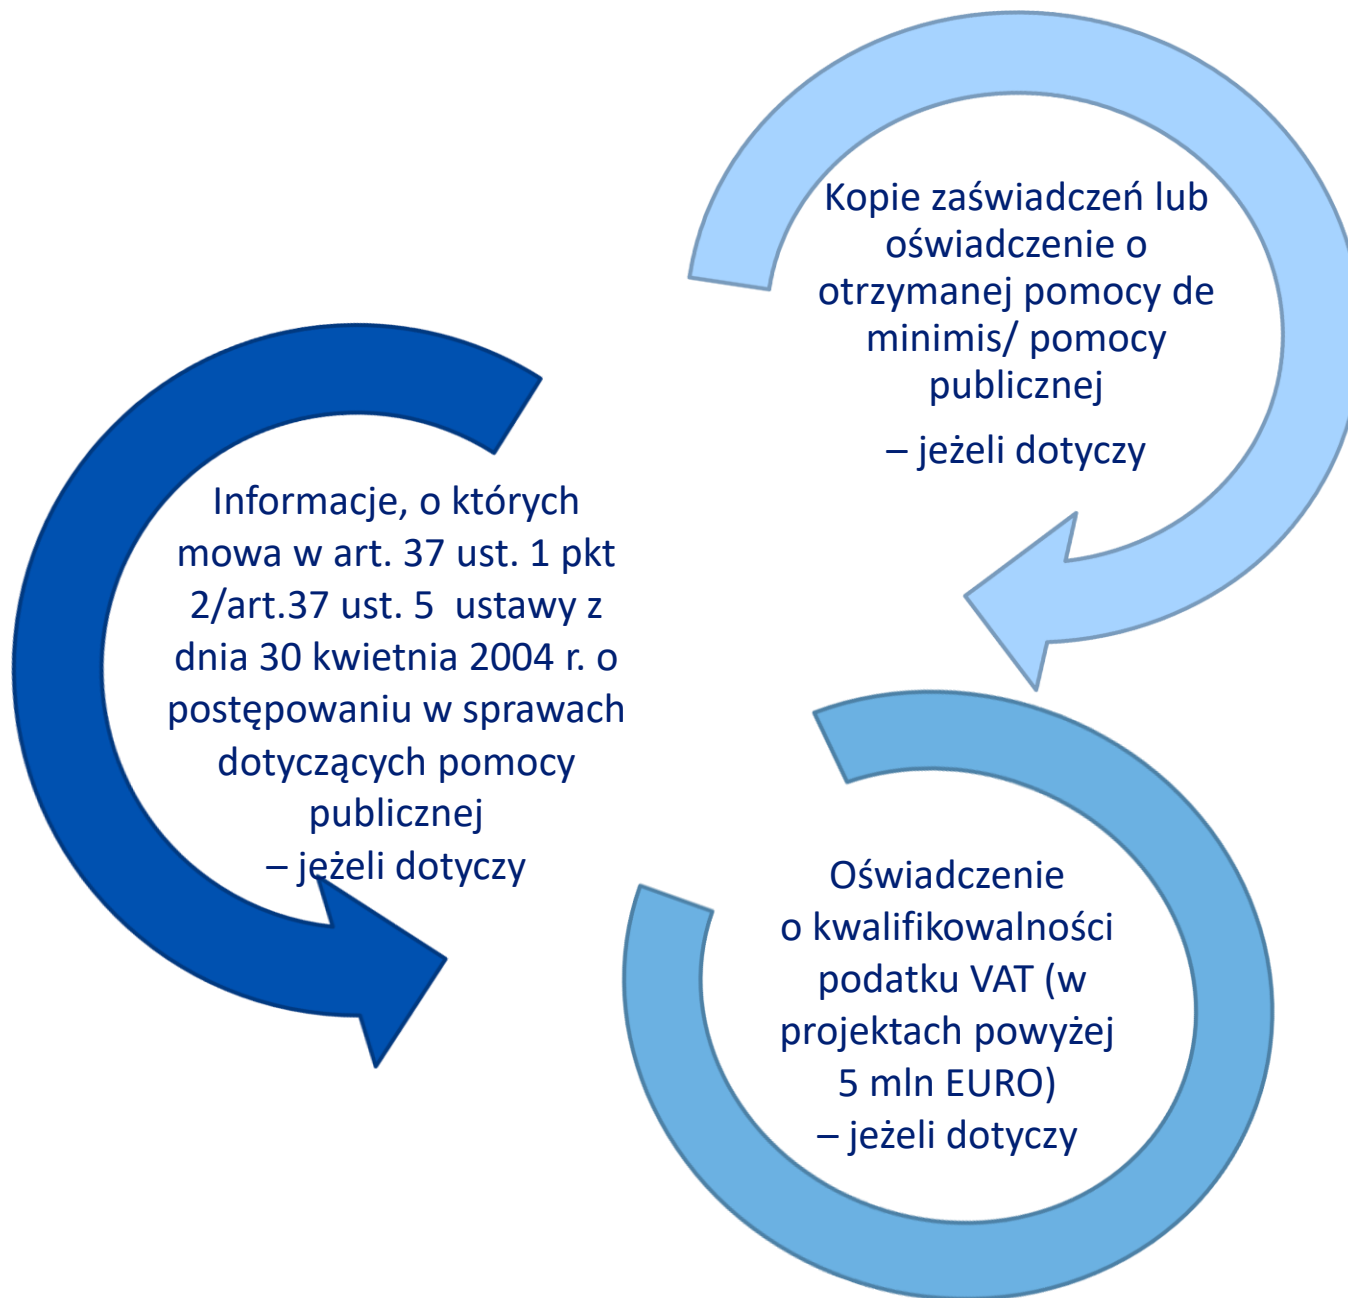 Kopie zaświadczeń lub
oświadczenie o
otrzymanej pomocy de
minimis/ pomocy
publicznej
– jeżeli dotyczy
Informacje, o których
mowa w art. 37 ust. 1 pkt
2/art.37 ust. 5  ustawy z
dnia 30 kwietnia 2004 r. o
postępowaniu w sprawach
dotyczących pomocy
publicznej
– jeżeli dotyczy
Oświadczenie
o kwalifikowalności
podatku VAT (w
projektach powyżej
5 mln EURO)
– jeżeli dotyczy